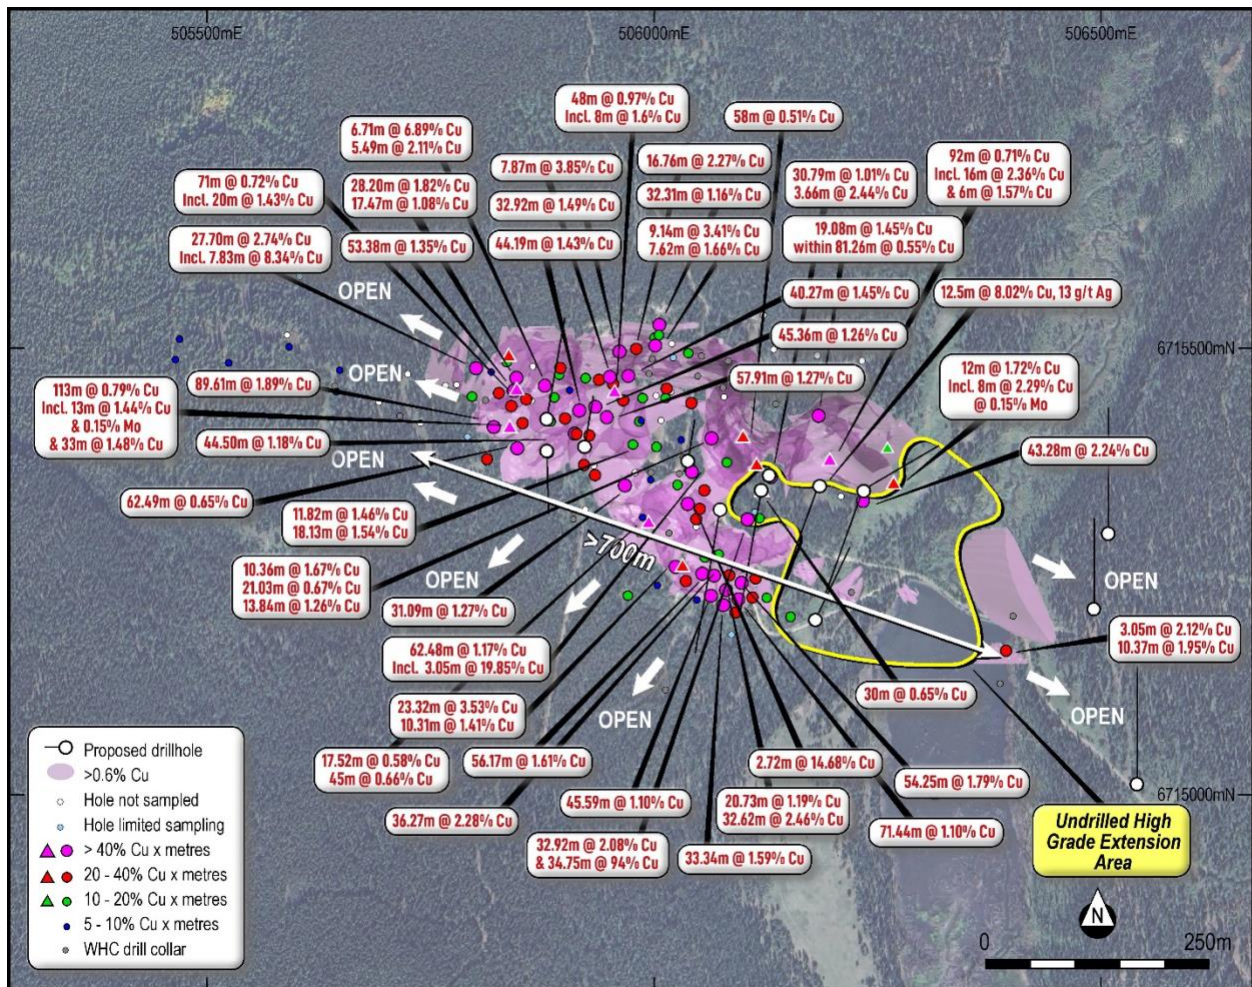 505500mE
506000mE
506500mE
48m @ 0.97% Cu
Incl. 8m @ 1.6% Cu
58m @ 0.51% Cu
6.71m @ 6.89% Cu
5.49m @ 2.11% Cu
7.87m @ 3.85% Cu
16.76m @ 2.27% Cu
30.79m @ 1.01% Cu
3.66m @ 2.44% Cu
92m @ 0.71% Cu
Incl. 16m @ 2.36% Cu
& 6m @ 1.57% Cu
71m @ 0.72% Cu
Incl. 20m @ 1.43% Cu
28.20m @ 1.82% Cu
17.47m @ 1.08% Cu
32.92m @ 1.49% Cu
32.31m @ 1.16% Cu
27.70m @ 2.74% Cu
Incl. 7.83m @ 8.34% Cu
53.38m @ 1.35% Cu
44.19m @ 1.43% Cu
9.14m @ 3.41% Cu
7.62m @ 1.66% Cu
19.08m @ 1.45% Cu
within 81.26m @ 0.55% Cu
OPEN
40.27m @ 1.45% Cu
12.5m @ 8.02% Cu, 13 g/t Ag
45.36m @ 1.26% Cu
6715500mN
OPEN
89.61m @ 1.89% Cu
57.91m @ 1.27% Cu
12m @ 1.72% Cu
Incl. 8m @ 2.29% Cu
@ 0.15% Mo
113m @ 0.79% Cu
Incl. 13m @ 1.44% Cu
& 0.15% Mo
& 33m @ 1.48% Cu
44.50m @ 1.18% Cu
OPEN
43.28m @ 2.24% Cu
62.49m @ 0.65% Cu
11.82m @ 1.46% Cu
18.13m @ 1.54% Cu
>700m
10.36m @ 1.67% Cu
21.03m @ 0.67% Cu
13.84m @ 1.26% Cu
OPEN
OPEN
31.09m @ 1.27% Cu
3.05m @ 2.12% Cu
10.37m @ 1.95% Cu
62.48m @ 1.17% Cu
Incl. 3.05m @ 19.85% Cu
30m @ 0.65% Cu
23.32m @ 3.53% Cu
10.31m @ 1.41% Cu
OPEN
OPEN
17.52m @ 0.58% Cu
45m @ 0.66% Cu
56.17m @ 1.61% Cu
2.72m @ 14.68% Cu
54.25m @ 1.79% Cu
45.59m @ 1.10% Cu
20.73m @ 1.19% Cu
32.62m @ 2.46% Cu
6715000mN
36.27m @ 2.28% Cu
71.44m @ 1.10% Cu
32.92m @ 2.08% Cu
& 34.75m @ 94% Cu
33.34m @ 1.59% Cu
Undrilled High
Grade Extension
Area
Proposed drillhole
>0.6% Cu
Hole not sampled
Hole limited sampling
> 40% Cu x metres
20 - 40% Cu x metres
10 - 20% Cu x metres
5 - 10% Cu x metres
WHC drill collar
N
0
250m